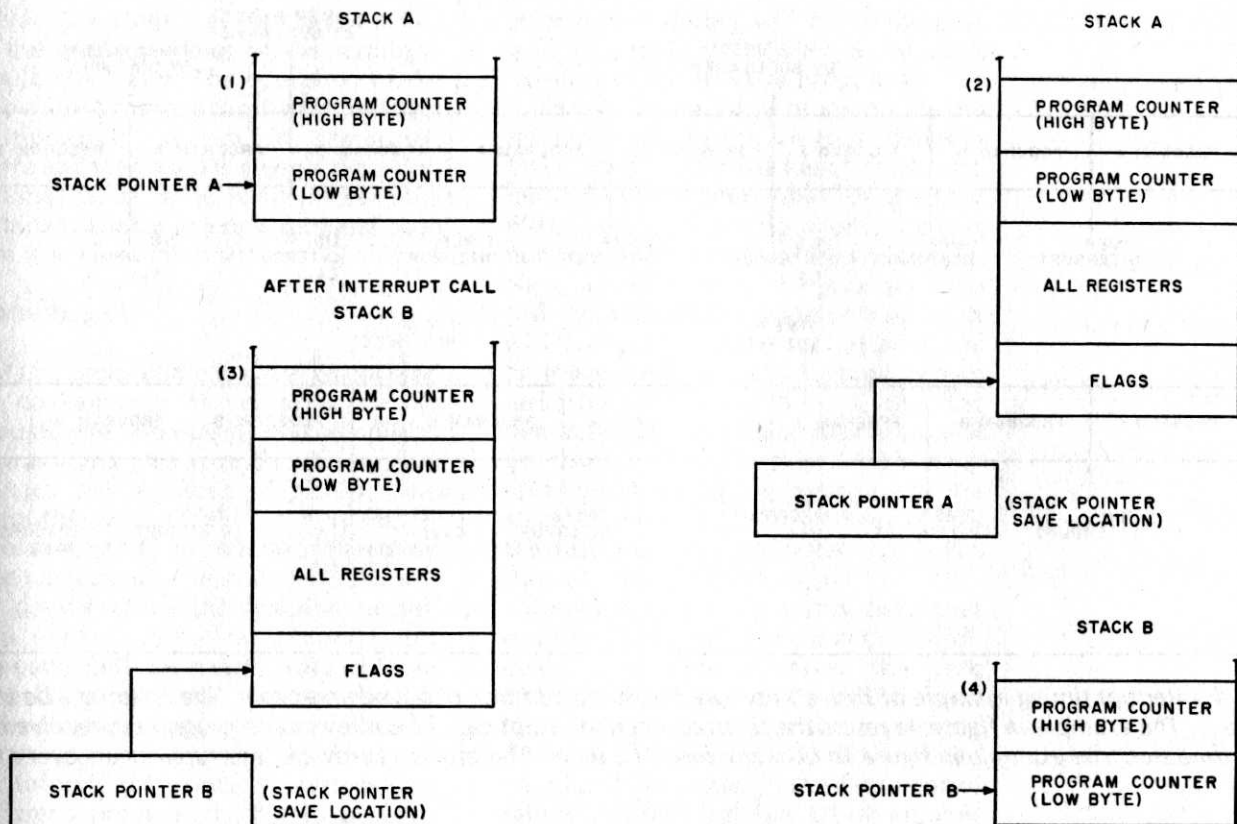 STACK A
(1)
PROGRAM COUNTER
(HIGH BYTE)
STACK POINTER A
PROGRAM COUNTER
(LOW BYTE)
AFTER INTERRUPT CALL
STACK B
(3)
PROGRAM COUNTER
(HIGH BYTE)
PROGRAM COUNTER
(LOW BYTE)
ALL REGISTERS
FLAGS
STACK POINTER B
(STACK POINTER
SAVE LOCATION)
STACK A
(2)
PROGRAM COUNTER
(HIGH BYTE)
PROGRAM COUNTER
(LOW BYTE)
ALL REGISTERS
FLAGS
STACK POINTER A
(STACK POINTER
SAVE LOCATION)
STACK B
(4)
PROGRAM COUNTER
(HIGH BYTE)
STACK POINTER B
PROGRAM COUNTER
(LOW BYTE)